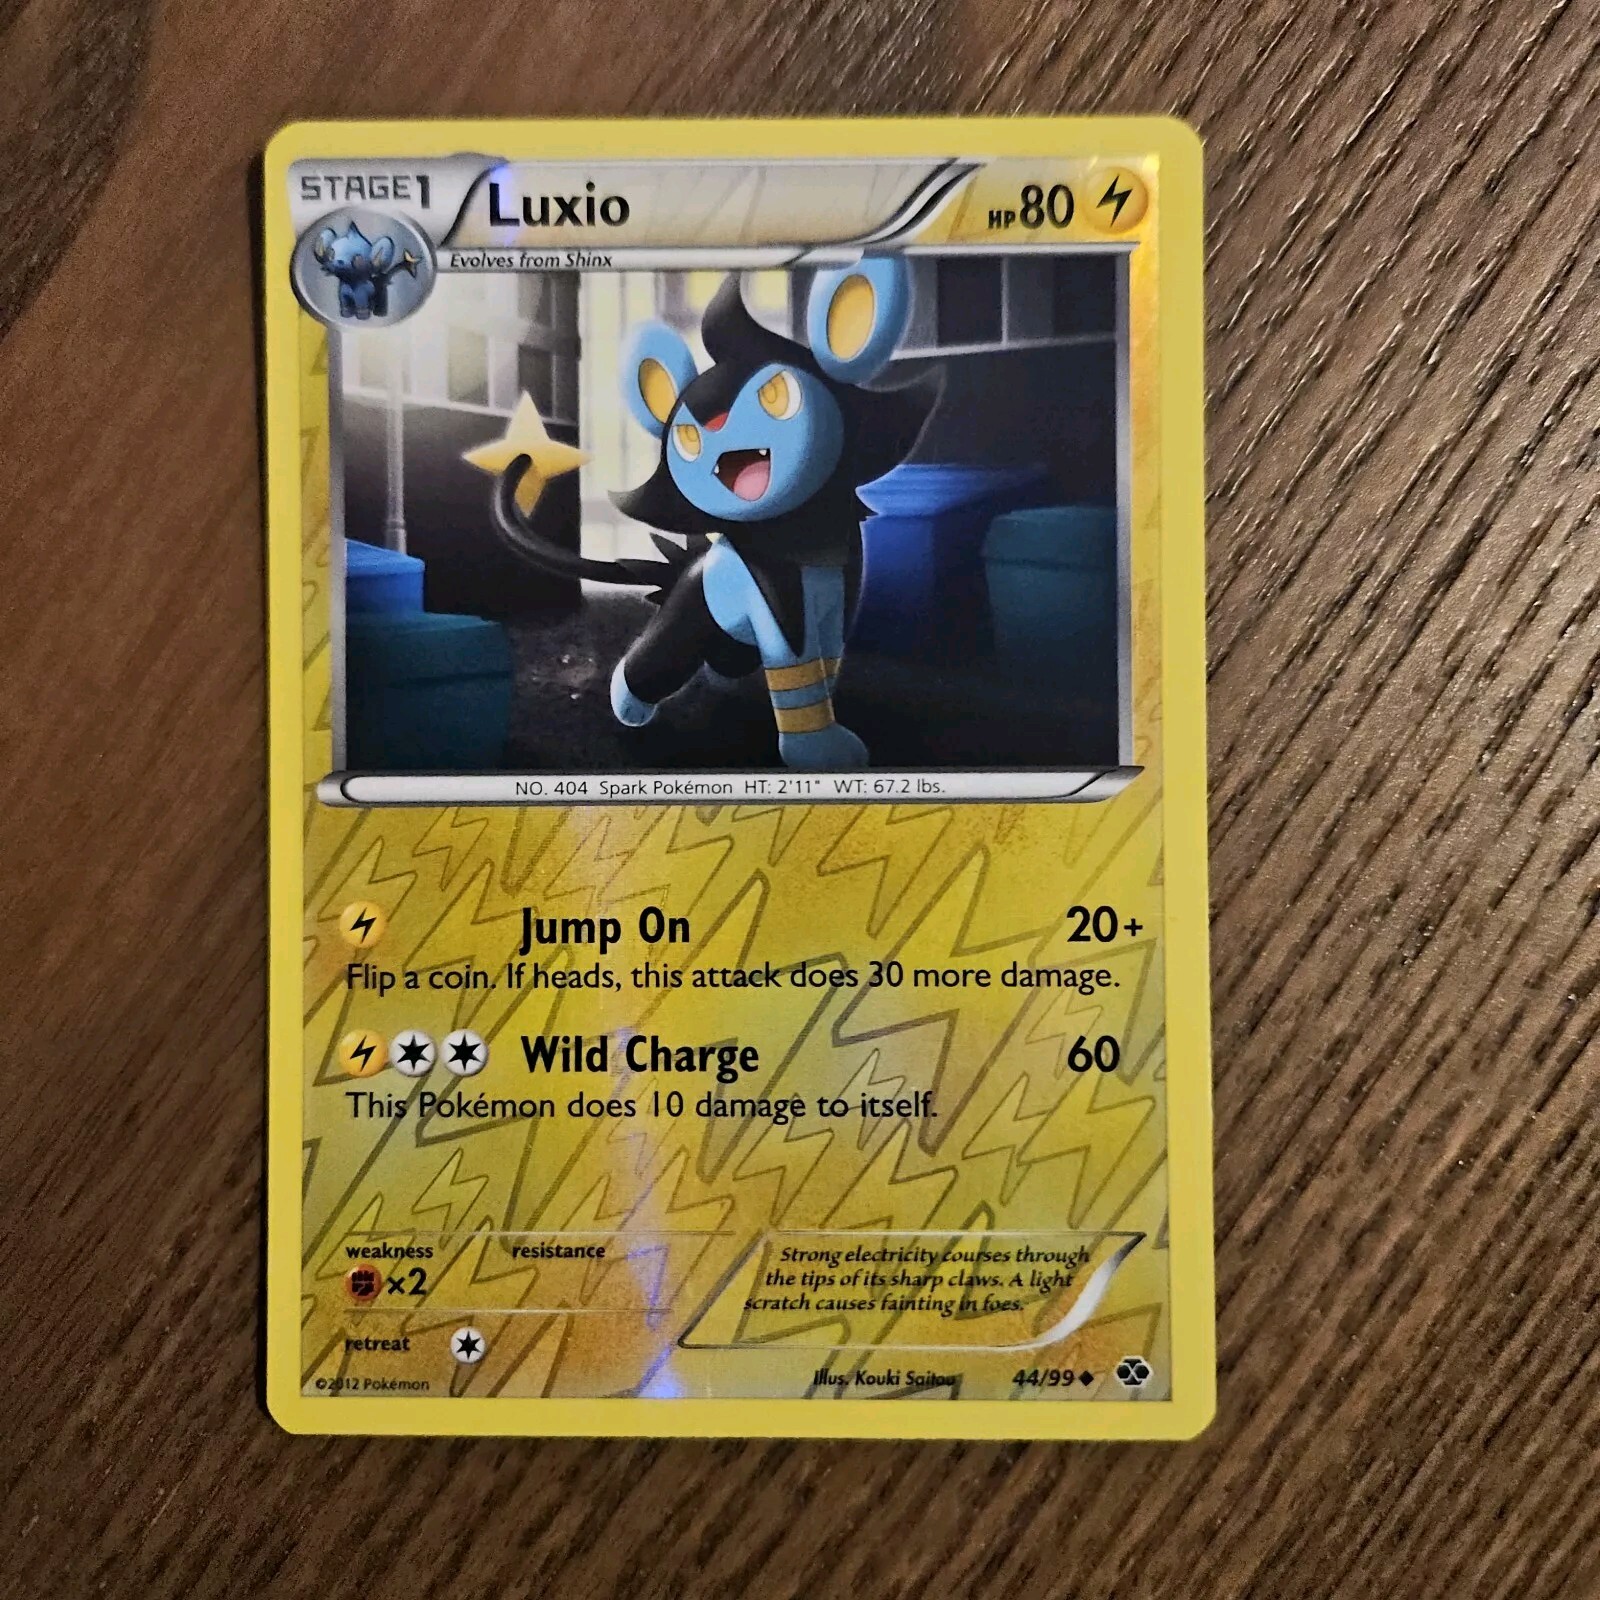 STAGE1
Luxio
HP80
Evolves from Shinx
NO. 404 Spark Pokémon HT: 2'11" WT: 67.2 lbs.
Jump On 20+
Flip a coin. If heads, this attack does 30 more damage.
Wild Charge 60
This Pokémon does 10 damage to itself.
weakness resistance
×2
retreat
Strong electricity courses through
the tips of its sharp claws. A light
scratch causes fainting in foes.
©2012 Pokémon
Illus. Kouki Saitou 44/99